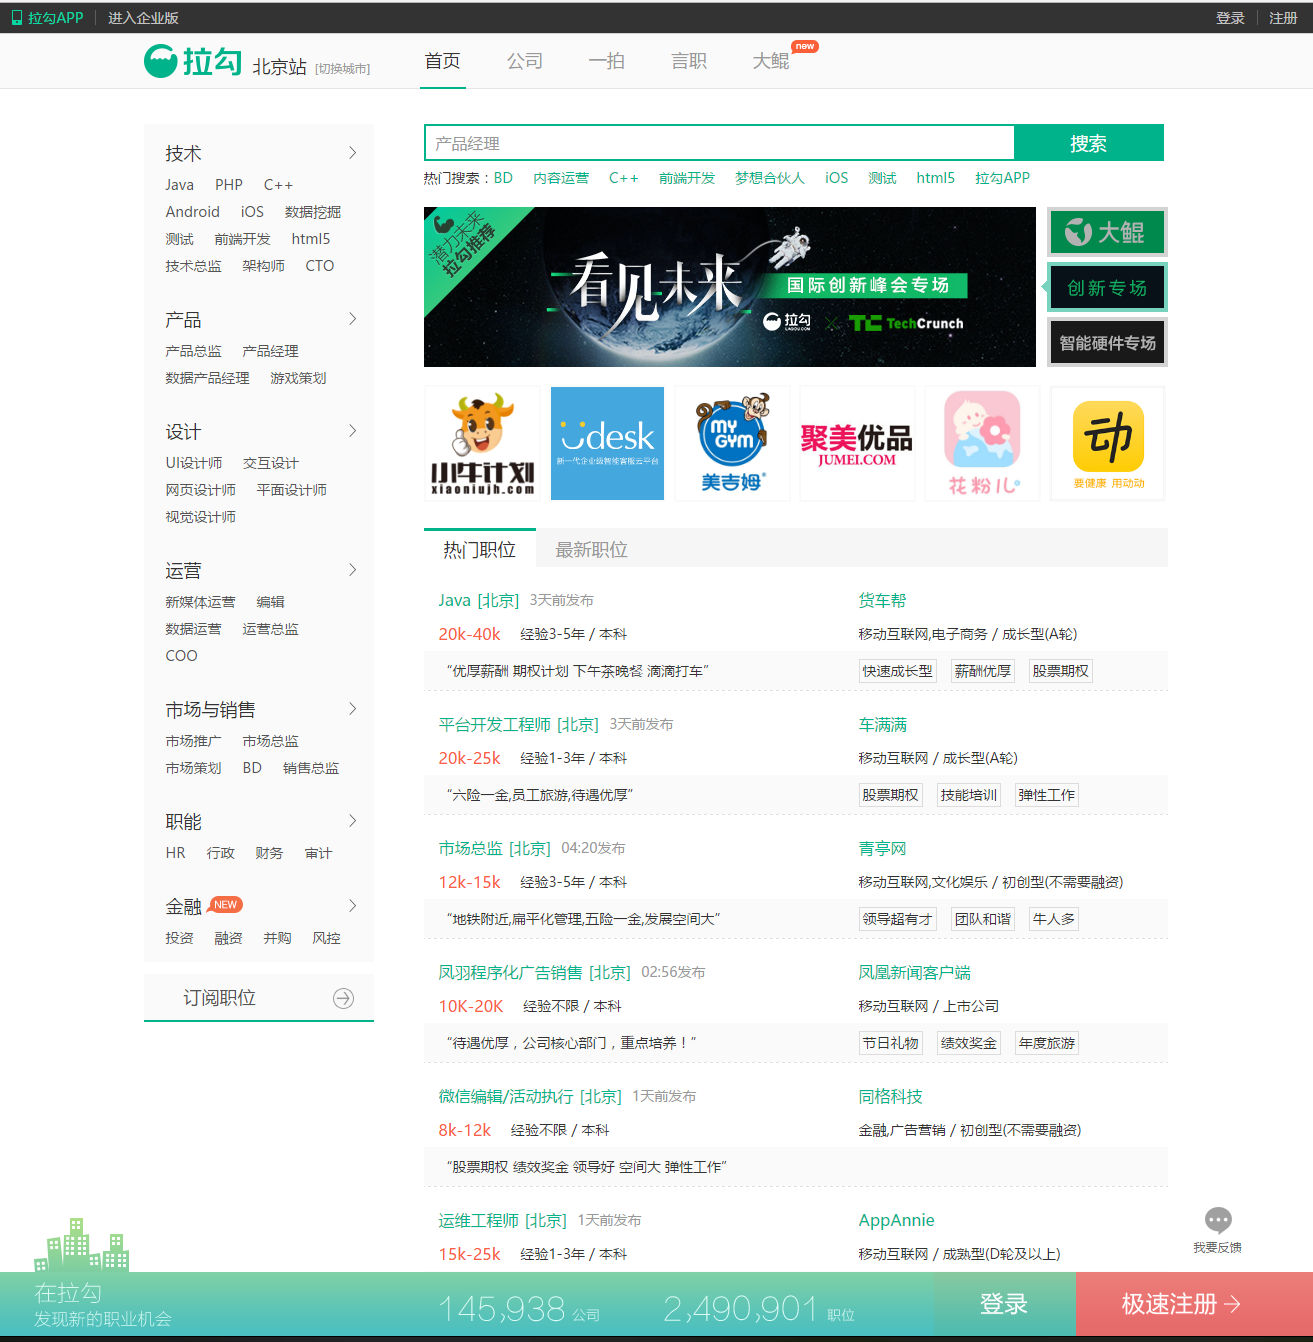 拉勾APP 进入企业版 登录 注册
拉勾 北京站 [切换城市] 首页 公司 一拍 言职 大鲲 new
技术
Java PHP C++
Android iOS 数据挖掘
测试 前端开发 html5
技术总监 架构师 CTO
产品
产品总监 产品经理
数据产品经理 游戏策划
设计
UI设计师 交互设计
网页设计师 平面设计师
视觉设计师
运营
新媒体运营 编辑
数据运营 运营总监
COO
市场与销售
市场推广 市场总监
市场策划 BD 销售总监
职能
HR 行政 财务 审计
金融 NEW
投资 融资 并购 风控
订阅职位
产品经理 搜索
热门搜索：BD 内容运营 C++ 前端开发 梦想合伙人 iOS 测试 html5 拉勾APP
潜力未来
拉勾推荐
看见未来
国际创新峰会专场
拉勾 LAGOU.COM TC TechCrunch
大鲲
创新专场
智能硬件专场
小牛计划
xiaoniujh.com
udesk
新一代企业级智能客服云平台
MY GYM
美吉姆®
聚美优品
JUMEI.COM
花粉儿
动
要健康 用动动
热门职位 最新职位
Java [北京] 3天前发布 货车帮
20k-40k 经验3-5年 / 本科 移动互联网,电子商务 / 成长型(A轮)
“优厚薪酬 期权计划 下午茶晚餐 滴滴打车” 快速成长型 薪酬优厚 股票期权
平台开发工程师 [北京] 3天前发布 车满满
20k-25k 经验1-3年 / 本科 移动互联网 / 成长型(A轮)
“六险一金,员工旅游,待遇优厚” 股票期权 技能培训 弹性工作
市场总监 [北京] 04:20发布 青亭网
12k-15k 经验3-5年 / 本科 移动互联网,文化娱乐 / 初创型(不需要融资)
“地铁附近,扁平化管理,五险一金,发展空间大” 领导超有才 团队和谐 牛人多
凤羽程序化广告销售 [北京] 02:56发布 凤凰新闻客户端
10K-20K 经验不限 / 本科 移动互联网 / 上市公司
“待遇优厚，公司核心部门，重点培养！” 节日礼物 绩效奖金 年度旅游
微信编辑/活动执行 [北京] 1天前发布 同格科技
8k-12k 经验不限 / 本科 金融,广告营销 / 初创型(不需要融资)
“股票期权 绩效奖金 领导好 空间大 弹性工作”
运维工程师 [北京] 1天前发布 AppAnnie
15k-25k 经验1-3年 / 本科 移动互联网 / 成熟型(D轮及以上)
我要反馈
在拉勾
发现新的职业机会
145,938 公司 2,490,901 职位 登录 极速注册